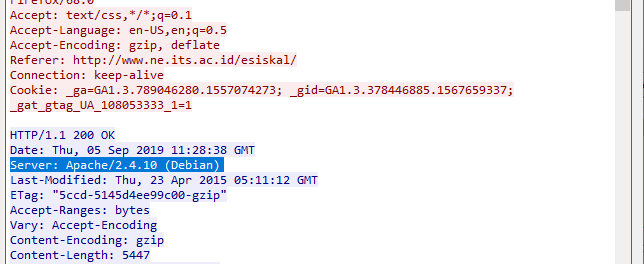 Firefox/68.0
Accept: text/css,*/*;q=0.1
Accept-Language: en-US,en;q=0.5
Accept-Encoding: gzip, deflate
Referer: http://www.ne.its.ac.id/esiskal/
Connection: keep-alive
Cookie: _ga=GA1.3.789046280.1557074273; _gid=GA1.3.378446885.1567659337;
_gat_gtag_UA_108053333_1=1
HTTP/1.1 200 OK
Date: Thu, 05 Sep 2019 11:28:38 GMT
Server: Apache/2.4.10 (Debian)
Last-Modified: Thu, 23 Apr 2015 05:11:12 GMT
ETag: "5ccd-5145d4ee99c00-gzip"
Accept-Ranges: bytes
Vary: Accept-Encoding
Content-Encoding: gzip
Content-Length: 5447